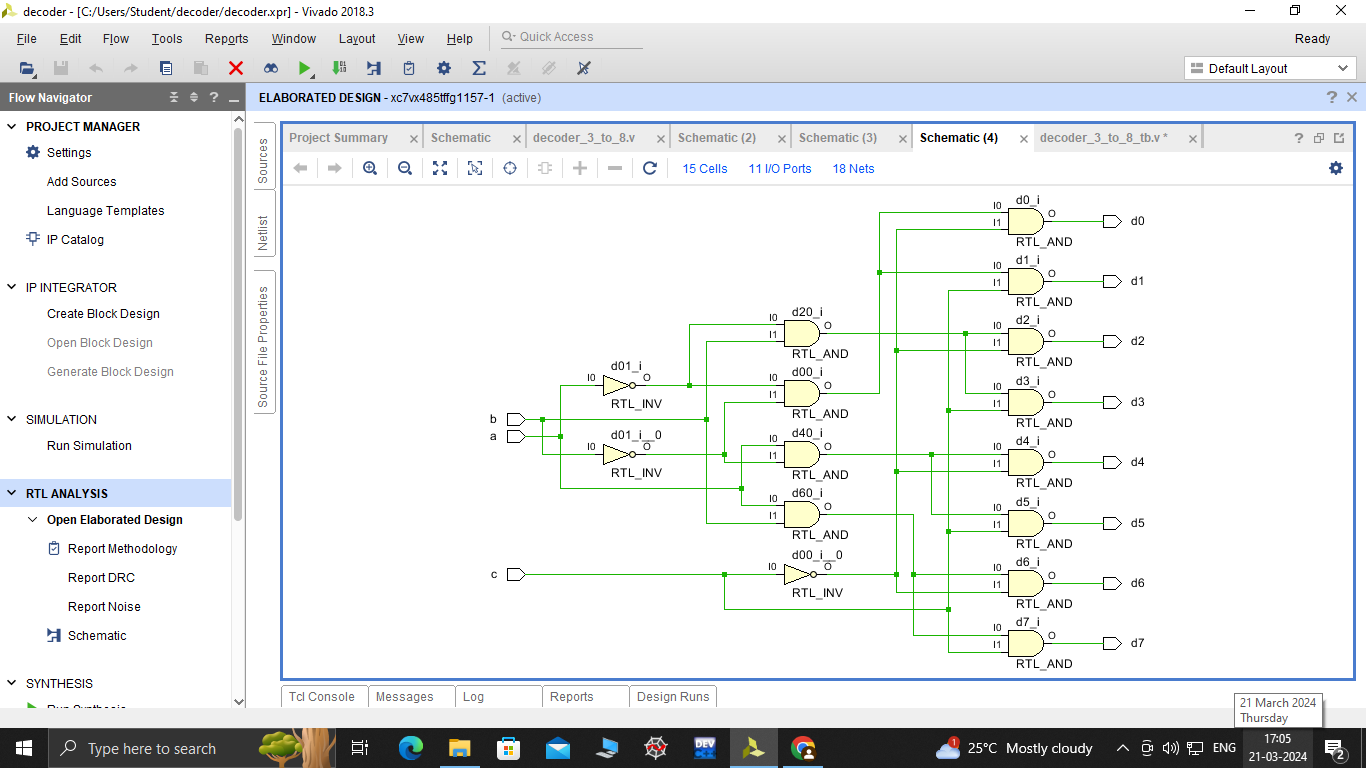 decoder - [C:/Users/Student/decoder/decoder.xpr] - Vivado 2018.3
File Edit Flow Tools Reports Window Layout View Help Quick Access Ready
Default Layout
Flow Navigator
ELABORATED DESIGN - xc7vx485tffg1157-1 (active)
PROJECT MANAGER
Settings
Add Sources
Language Templates
IP Catalog
IP INTEGRATOR
Create Block Design
Open Block Design
Generate Block Design
SIMULATION
Run Simulation
RTL ANALYSIS
Open Elaborated Design
Report Methodology
Report DRC
Report Noise
Schematic
SYNTHESIS
Run Synthesis
Sources
Netlist
Source File Properties
Project Summary Schematic decoder_3_to_8.v Schematic (2) Schematic (3) Schematic (4) decoder_3_to_8_tb.v *
15 Cells 11 I/O Ports 18 Nets
b
a
c
d01_i
I0 O
RTL_INV
d01_i__0
I0 O
RTL_INV
d20_i
I0 O
I1
RTL_AND
d00_i
I0 O
I1
RTL_AND
d40_i
I0 O
I1
RTL_AND
d60_i
I0 O
I1
RTL_AND
d00_i__0
I0 O
RTL_INV
d0_i
I0 O d0
I1
RTL_AND
d1_i
I0 O d1
I1
RTL_AND
d2_i
I0 O d2
I1
RTL_AND
d3_i
I0 O d3
I1
RTL_AND
d4_i
I0 O d4
I1
RTL_AND
d5_i
I0 O d5
I1
RTL_AND
d6_i
I0 O d6
I1
RTL_AND
d7_i
I0 O d7
I1
RTL_AND
Tcl Console Messages Log Reports Design Runs
21 March 2024
Thursday
Type here to search
DEV
1
25°C Mostly cloudy
ENG
17:05
21-03-2024
2